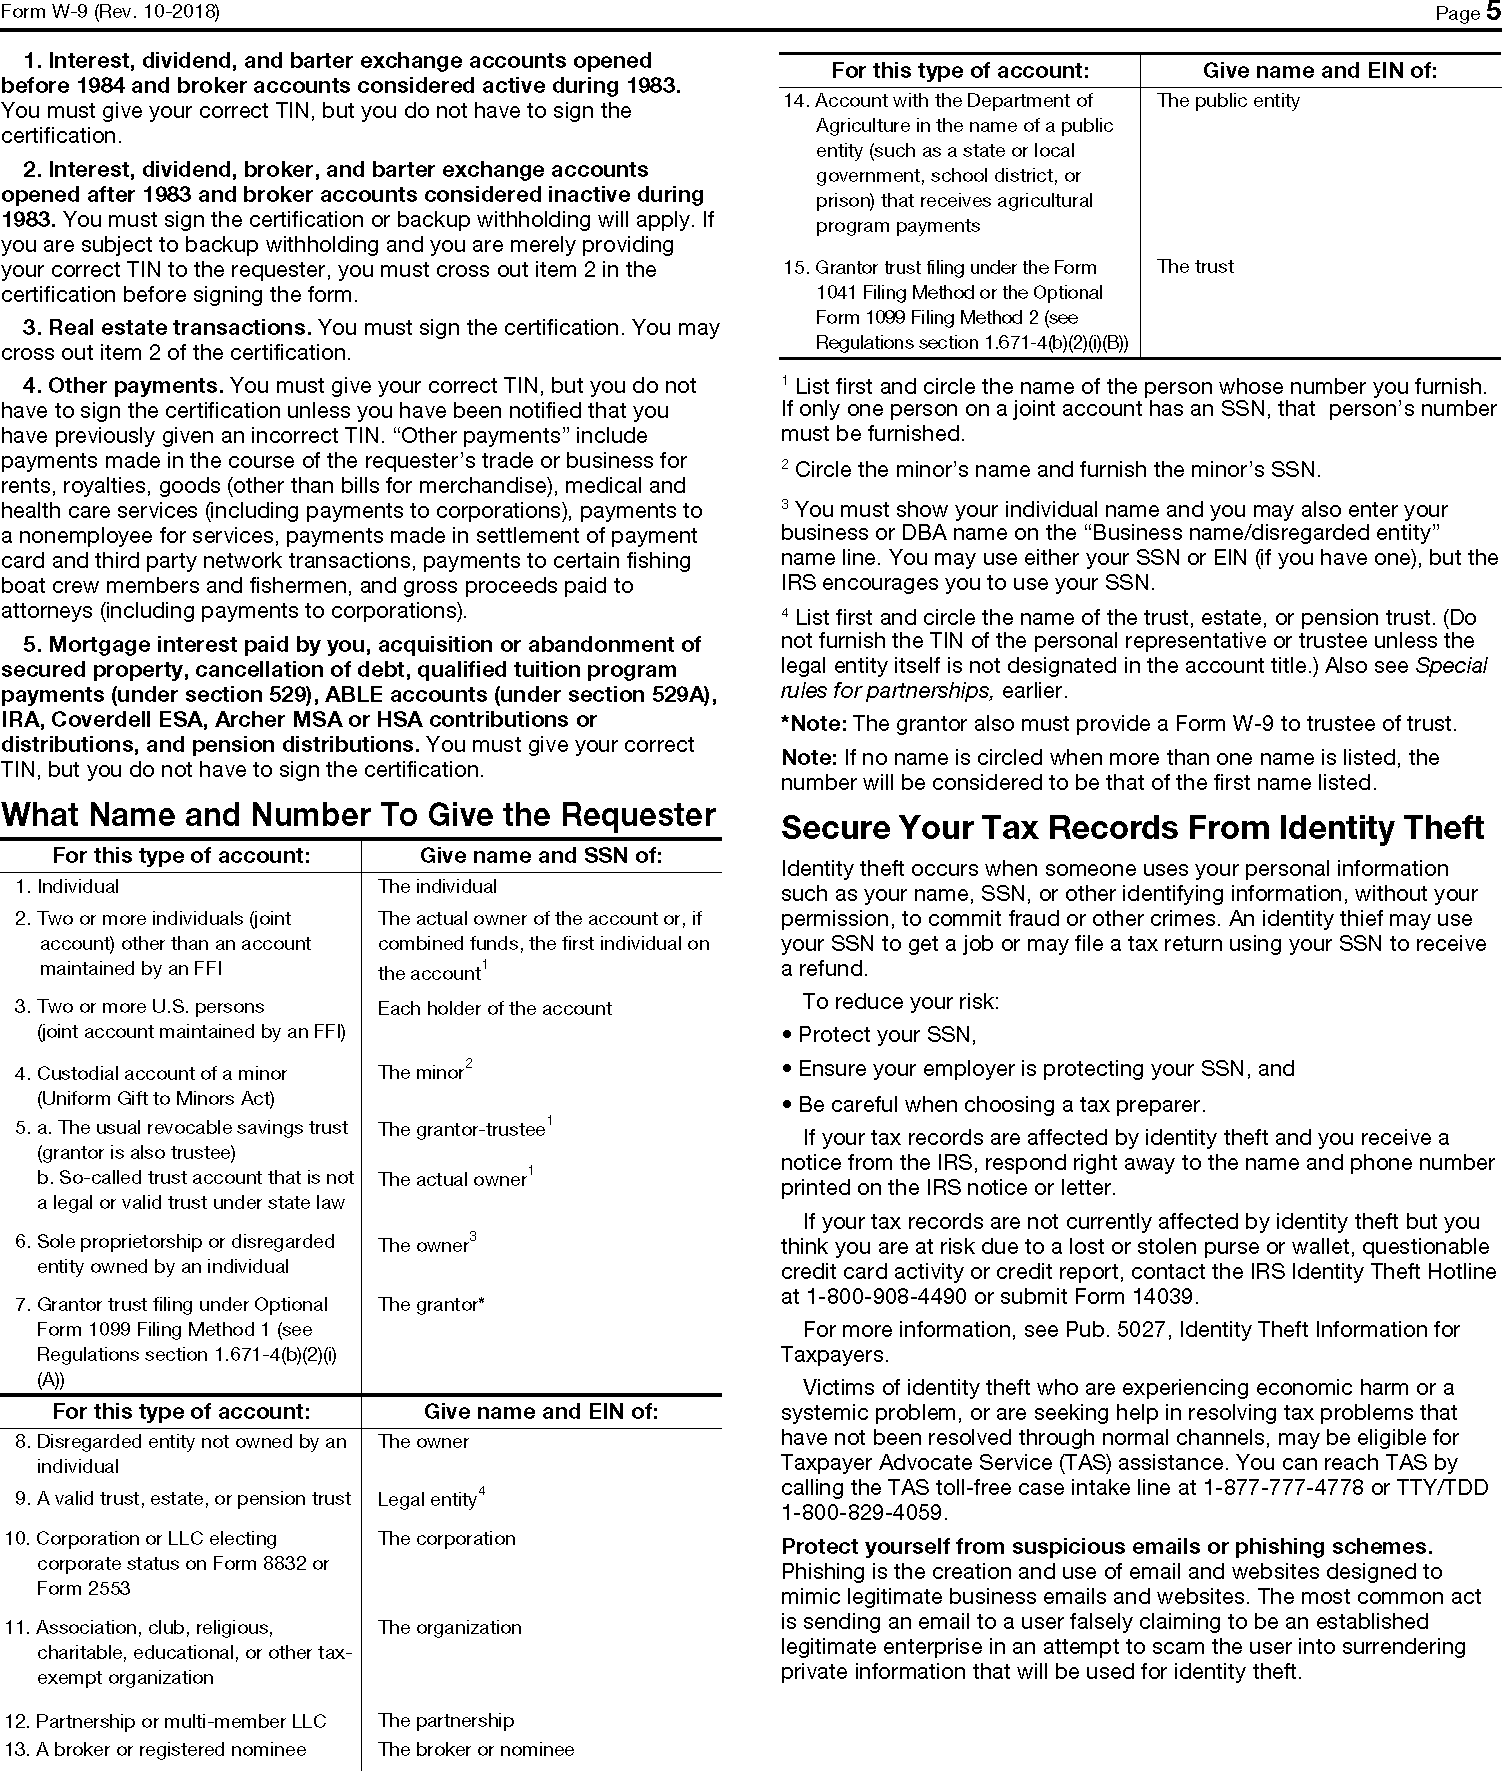 Form W-9 (Rev. 10-2018)
Page 5
1. Interest, dividend, and barter exchange accounts opened
before 1984 and broker accounts considered active during 1983.
You must give your correct TIN, but you do not have to sign the
certification.
2. Interest, dividend, broker, and barter exchange accounts
opened after 1983 and broker accounts considered inactive during
1983. You must sign the certification or backup withholding will apply. If
you are subject to backup withholding and you are merely providing
your correct TIN to the requester, you must cross out item 2 in the
certification before signing the form.
3. Real estate transactions. You must sign the certification. You may
cross out item 2 of the certification.
4. Other payments. You must give your correct TIN, but you do not
have to sign the certification unless you have been notified that you
have previously given an incorrect TIN. “Other payments” include
payments made in the course of the requester’s trade or business for
rents, royalties, goods (other than bills for merchandise), medical and
health care services (including payments to corporations), payments to
a nonemployee for services, payments made in settlement of payment
card and third party network transactions, payments to certain fishing
boat crew members and fishermen, and gross proceeds paid to
attorneys (including payments to corporations).
5. Mortgage interest paid by you, acquisition or abandonment of
secured property, cancellation of debt, qualified tuition program
payments (under section 529), ABLE accounts (under section 529A),
IRA, Coverdell ESA, Archer MSA or HSA contributions or
distributions, and pension distributions. You must give your correct
TIN, but you do not have to sign the certification.
What Name and Number To Give the Requester
For this type of account:
Give name and SSN of:
1. Individual
The individual
2. Two or more individuals (joint
account) other than an account
maintained by an FFI
The actual owner of the account or, if
combined funds, the first individual on
the account1
3. Two or more U.S. persons
(joint account maintained by an FFI)
Each holder of the account
4. Custodial account of a minor
(Uniform Gift to Minors Act)
The minor2
5. a. The usual revocable savings trust
(grantor is also trustee)
The grantor-trustee1
b. So-called trust account that is not
a legal or valid trust under state law
The actual owner1
6. Sole proprietorship or disregarded
entity owned by an individual
The owner3
7. Grantor trust filing under Optional
Form 1099 Filing Method 1 (see
Regulations section 1.671-4(b)(2)(i)
(A))
The grantor*
For this type of account:
Give name and EIN of:
8. Disregarded entity not owned by an
individual
The owner
9. A valid trust, estate, or pension trust
Legal entity4
10. Corporation or LLC electing
corporate status on Form 8832 or
Form 2553
The corporation
11. Association, club, religious,
charitable, educational, or other tax-
exempt organization
The organization
12. Partnership or multi-member LLC
The partnership
13. A broker or registered nominee
The broker or nominee
For this type of account:
Give name and EIN of:
14. Account with the Department of
Agriculture in the name of a public
entity (such as a state or local
government, school district, or
prison) that receives agricultural
program payments
The public entity
15. Grantor trust filing under the Form
1041 Filing Method or the Optional
Form 1099 Filing Method 2 (see
Regulations section 1.671-4(b)(2)(i)(B))
The trust
1 List first and circle the name of the person whose number you furnish.
If only one person on a joint account has an SSN, that person’s number
must be furnished.
2 Circle the minor’s name and furnish the minor’s SSN.
3 You must show your individual name and you may also enter your
business or DBA name on the “Business name/disregarded entity”
name line. You may use either your SSN or EIN (if you have one), but the
IRS encourages you to use your SSN.
4 List first and circle the name of the trust, estate, or pension trust. (Do
not furnish the TIN of the personal representative or trustee unless the
legal entity itself is not designated in the account title.) Also see Special
rules for partnerships, earlier.
*Note: The grantor also must provide a Form W-9 to trustee of trust.
Note: If no name is circled when more than one name is listed, the
number will be considered to be that of the first name listed.
Secure Your Tax Records From Identity Theft
Identity theft occurs when someone uses your personal information
such as your name, SSN, or other identifying information, without your
permission, to commit fraud or other crimes. An identity thief may use
your SSN to get a job or may file a tax return using your SSN to receive
a refund.
To reduce your risk:
• Protect your SSN,
• Ensure your employer is protecting your SSN, and
• Be careful when choosing a tax preparer.
If your tax records are affected by identity theft and you receive a
notice from the IRS, respond right away to the name and phone number
printed on the IRS notice or letter.
If your tax records are not currently affected by identity theft but you
think you are at risk due to a lost or stolen purse or wallet, questionable
credit card activity or credit report, contact the IRS Identity Theft Hotline
at 1-800-908-4490 or submit Form 14039.
For more information, see Pub. 5027, Identity Theft Information for
Taxpayers.
Victims of identity theft who are experiencing economic harm or a
systemic problem, or are seeking help in resolving tax problems that
have not been resolved through normal channels, may be eligible for
Taxpayer Advocate Service (TAS) assistance. You can reach TAS by
calling the TAS toll-free case intake line at 1-877-777-4778 or TTY/TDD
1-800-829-4059.
Protect yourself from suspicious emails or phishing schemes.
Phishing is the creation and use of email and websites designed to
mimic legitimate business emails and websites. The most common act
is sending an email to a user falsely claiming to be an established
legitimate enterprise in an attempt to scam the user into surrendering
private information that will be used for identity theft.